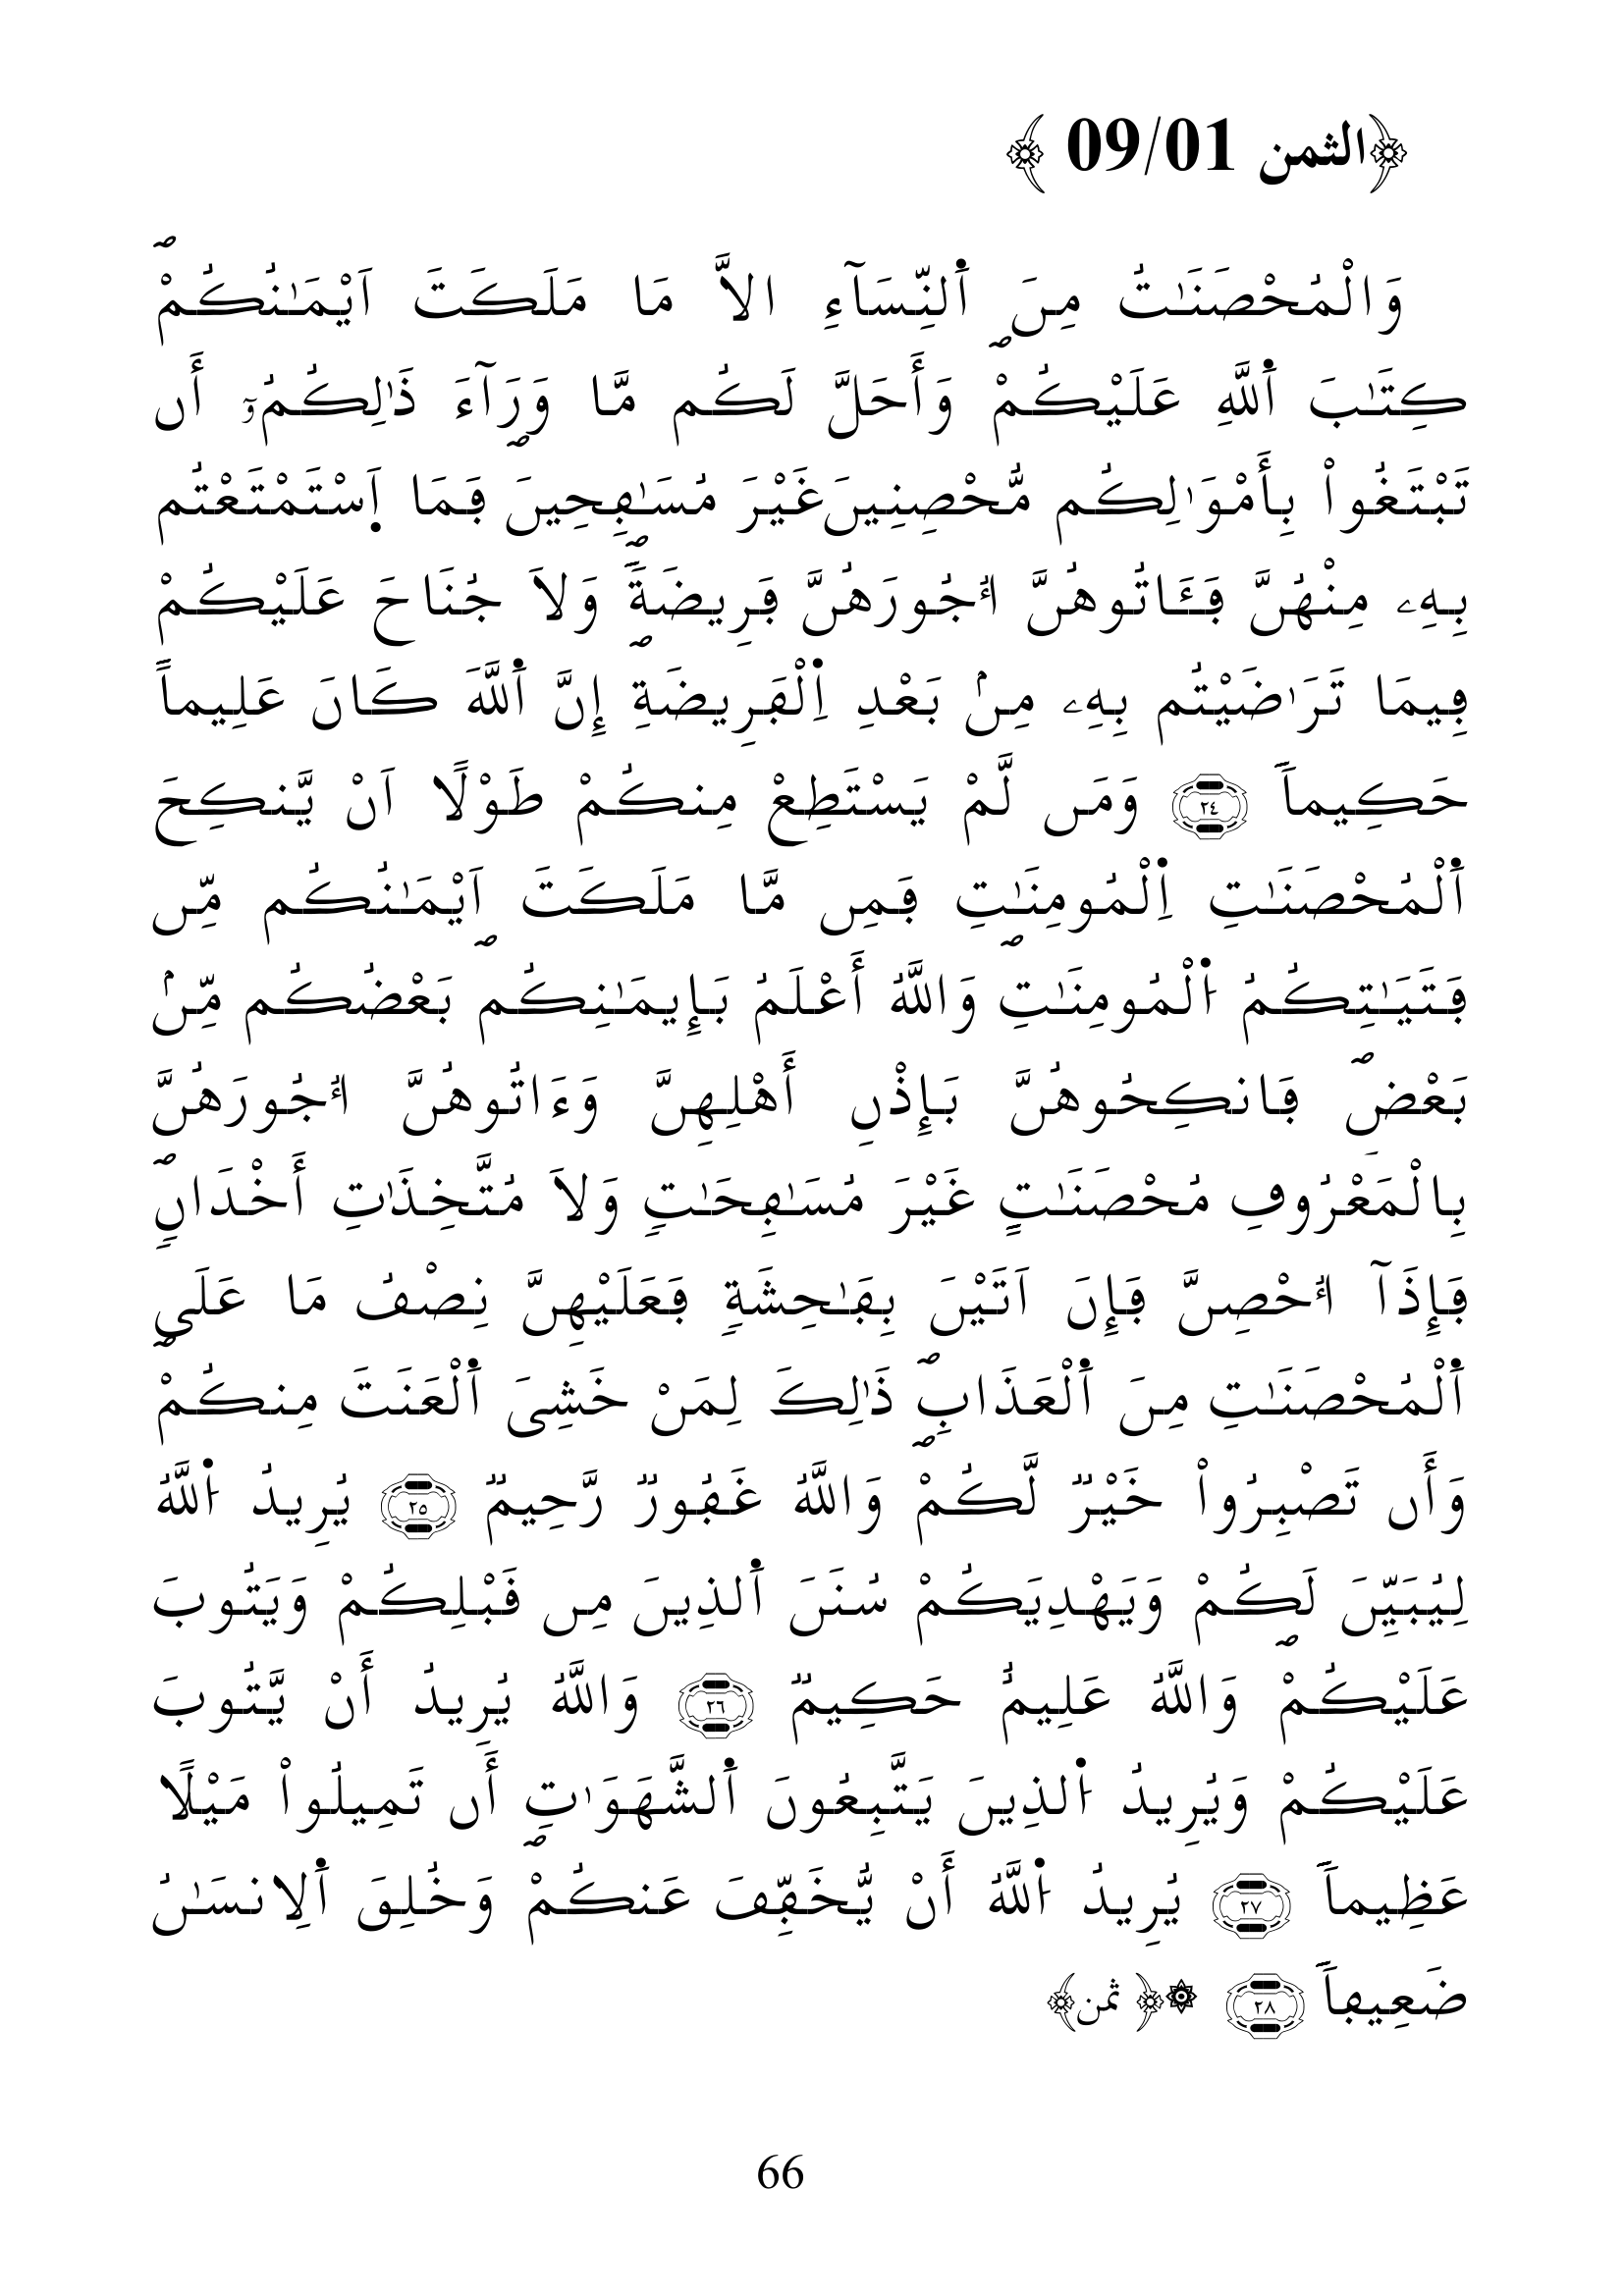 ﴿الثمن 09/01 ﴾
وَالْمُحْصَنَٰتُ مِنَ اَ۬لنِّسَآءِ الاَّ مَا مَلَكَتَ اَيْمَٰنُكُمْۖ
كِتَٰبَ اَ۬للَّهِ عَلَيْكُمْۖ وَأَحَلَّ لَكُم مَّا وَرَآءَ ذَٰلِكُمُۥٓ أَن
تَبْتَغُواْ بِأَمْوَٰلِكُم مُّحْصِنِينَ غَيْرَ مُسَٰفِحِينَۖ فَمَا اَ۪سْتَمْتَعْتُم
بِهِۦ مِنْهُنَّ فَـَٔاتُوهُنَّ أُجُورَهُنَّ فَرِيضَةٗۖ وَلَا جُنَاحَ عَلَيْكُمْ
فِيمَا تَرَٰضَيْتُم بِهِۦ مِنۢ بَعْدِ اِ۬لْفَرِيضَةِۖ إِنَّ اَ۬للَّهَ كَانَ عَلِيماً
حَكِيماٗ ٢٤ وَمَن لَّمْ يَسْتَطِعْ مِنكُمْ طَوْلًا اَنْ يَّنكِحَ
اَ۬لْمُحْصَنَٰتِ اِ۬لْمُومِنَٰتِ فَمِن مَّا مَلَكَتَ اَيْمَٰنُكُم مِّن
فَتَيَٰتِكُمُ اُ۬لْمُومِنَٰتِۖ وَاللَّهُ أَعْلَمُ بِإِيمَٰنِكُمۖ بَعْضُكُم مِّنۢ
بَعْضٖۖ فَانكِحُوهُنَّ بِإِذْنِ أَهْلِهِنَّ وَءَاتُوهُنَّ أُجُورَهُنَّ
بِالْمَعْرُوفِ مُحْصَنَٰتٍ غَيْرَ مُسَٰفِحَٰتٖ وَلَا مُتَّخِذَٰتِ أَخْدَانٖۖ
فَإِذَآ أُحْصِنَّ فَإِنَ اَتَيْنَ بِفَٰحِشَةٖ فَعَلَيْهِنَّ نِصْفُ مَا عَلَى
اَ۬لْمُحْصَنَٰتِ مِنَ اَ۬لْعَذَابِۖ ذَٰلِكَ لِمَنْ خَشِيَ اَ۬لْعَنَتَ مِنكُمْۖ
وَأَن تَصْبِرُواْ خَيْرٞ لَّكُمْۖ وَاللَّهُ غَفُورٞ رَّحِيمٞ ٢٥ يُرِيدُ اُ۬للَّهُ
لِيُبَيِّنَ لَكُمْ وَيَهْدِيَكُمْ سُنَنَ اَ۬لذِينَ مِن قَبْلِكُمْ وَيَتُوبَ
عَلَيْكُمْۖ وَاللَّهُ عَلِيمٌ حَكِيمٞ ٢٦ وَاللَّهُ يُرِيدُ أَنْ يَّتُوبَ
عَلَيْكُمْ وَيُرِيدُ اُ۬لذِينَ يَتَّبِعُونَ اَ۬لشَّهَوَٰتِ أَن تَمِيلُواْ مَيْلًا
عَظِيماٗ ٢٧ يُرِيدُ اُ۬للَّهُ أَنْ يُّخَفِّفَ عَنكُمْۖ وَخُلِقَ اَ۬لِانسَٰنُ
ضَعِيفاٗ ٢٨ ۞﴿ ثمن﴾
66